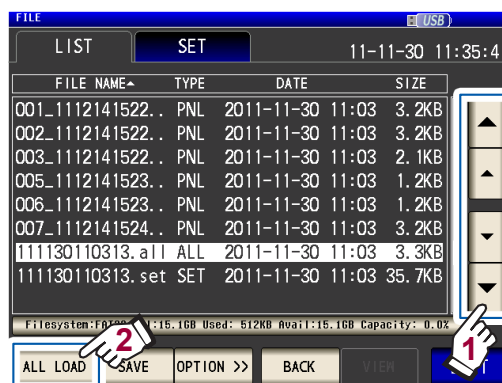 FILE USB
LIST SET 11-11-30 11:35:4
FILE NAME▲ TYPE DATE SIZE
001_1112141522.. PNL 2011-11-30 11:03 3.2KB
002_1112141522.. PNL 2011-11-30 11:03 3.2KB
003_1112141522.. PNL 2011-11-30 11:03 2.1KB
005_1112141523.. PNL 2011-11-30 11:03 1.2KB
006_1112141523.. PNL 2011-11-30 11:03 1.2KB
007_1112141524.. PNL 2011-11-30 11:03 3.2KB
111130110313.all ALL 2011-11-30 11:03 3.3KB
111130110313.set SET 2011-11-30 11:03 35.7KB
:15.1GB Used: 512KB Avail:15.1GB Capacity: 0.0%
2 1
ALL LOAD SAVE OPTION >> BACK VIEW